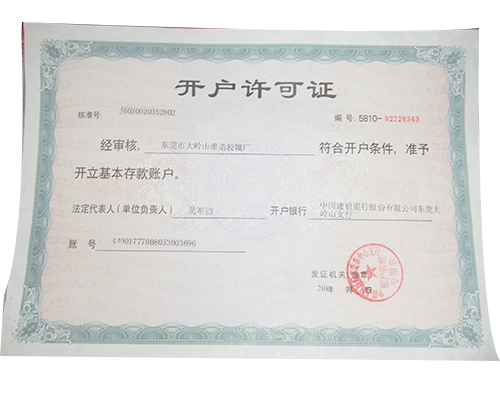 开户许可证
核准号: J6020020352802
编号: 5810-02720343
经审核, 东莞市大岭山维浩胶辊厂 符合开户条件, 准予
开立基本存款账户。
法定代表人(单位负责人) 吴军 开户银行 中国建设银行股份有限公司东莞大
岭山支行
账号 44901777808053003696
发证机关